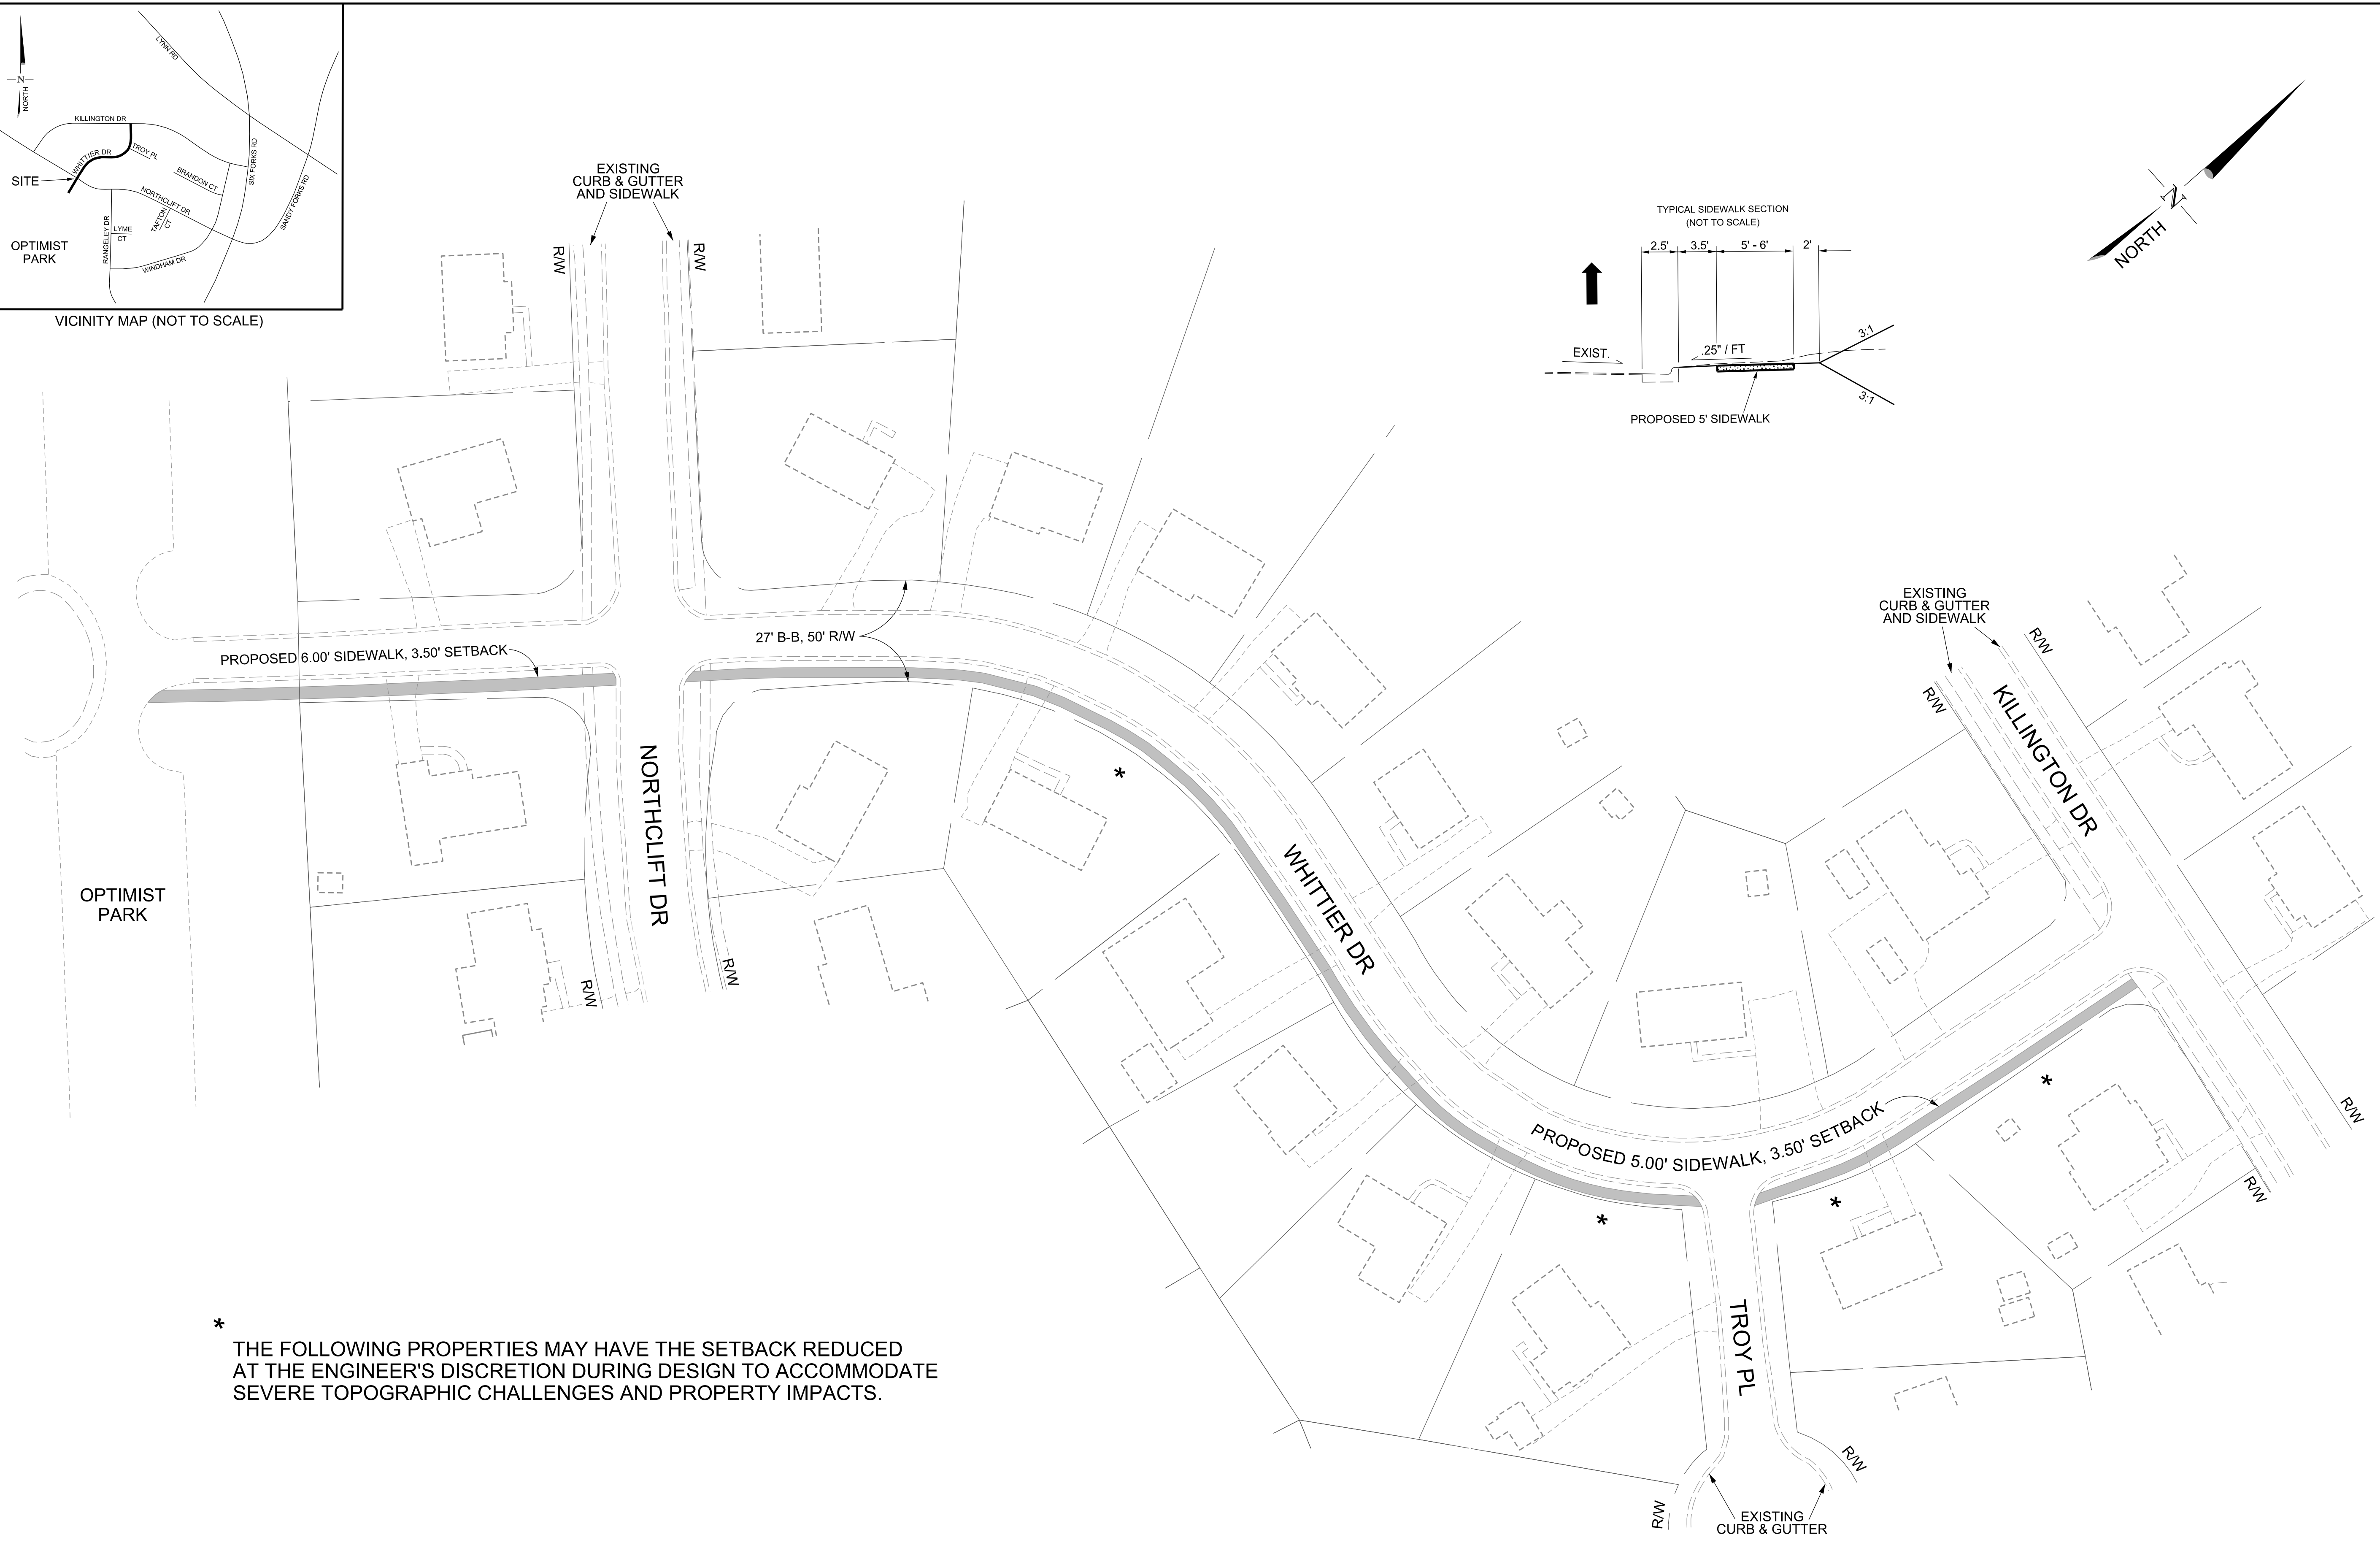 LYNN RD
N
NORTH
KILLINGTON DR
WHITTIER DR
TROY PL
SITE
BRANDON CT
SIX FORKS RD
NORTHCLIFT DR
SANDY FORKS RD
RANGELEY DR
LYME
CT
TAFTON
CT
OPTIMIST
PARK
WINDHAM DR
VICINITY MAP (NOT TO SCALE)
EXISTING
CURB & GUTTER
AND SIDEWALK
R/W
R/W
TYPICAL SIDEWALK SECTION
(NOT TO SCALE)
2.5' 3.5' 5' - 6' 2'
EXIST.
.25" / FT
3:1
3:1
PROPOSED 5' SIDEWALK
N
NORTH
27' B-B, 50' R/W
PROPOSED 6.00' SIDEWALK, 3.50' SETBACK
EXISTING
CURB & GUTTER
AND SIDEWALK
R/W
R/W
KILLINGTON DR
NORTHCLIFT DR
*
WHITTIER DR
OPTIMIST
PARK
R/W
R/W
*
PROPOSED 5.00' SIDEWALK, 3.50' SETBACK
R/W
R/W
*
*
TROY PL
*
THE FOLLOWING PROPERTIES MAY HAVE THE SETBACK REDUCED
AT THE ENGINEER'S DISCRETION DURING DESIGN TO ACCOMMODATE
SEVERE TOPOGRAPHIC CHALLENGES AND PROPERTY IMPACTS.
R/W
R/W
EXISTING
CURB & GUTTER